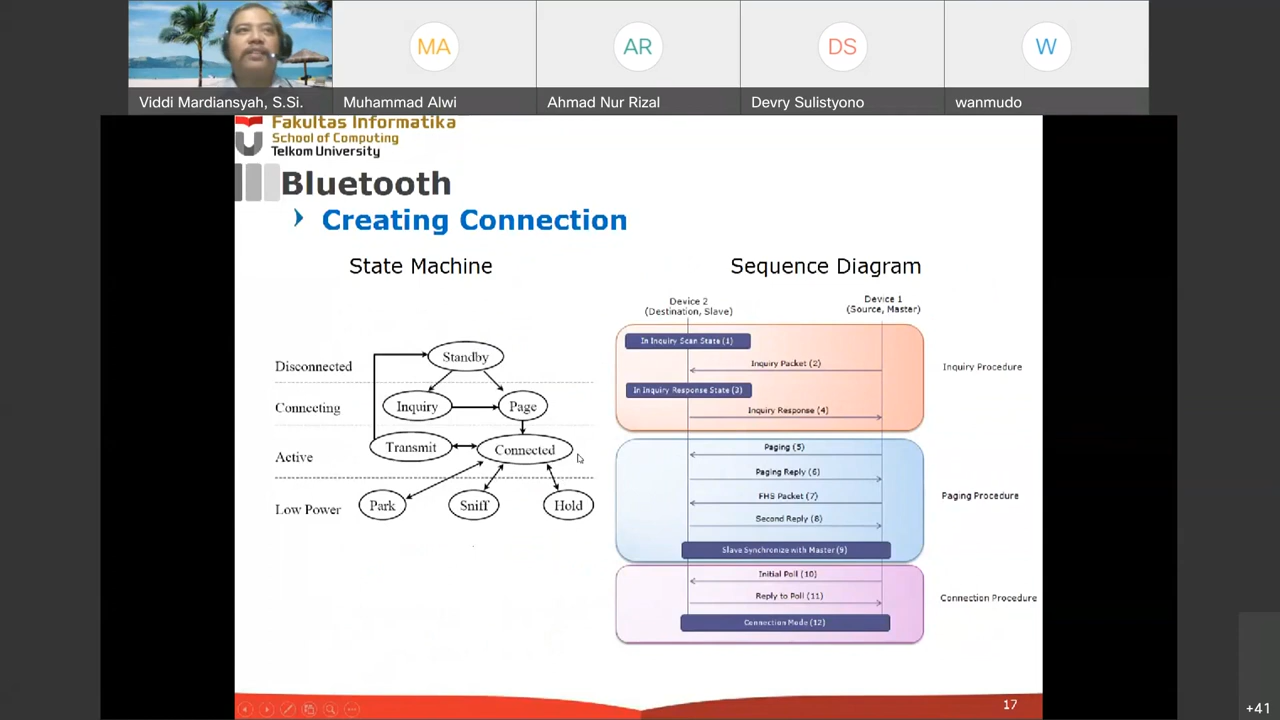 MA
AR
DS
W
Viddi Mardiansyah, S.Si.
Muhammad Alwi
Ahmad Nur Rizal
Devry Sulistyono
wanmudo
Fakultas Informatika
School of Computing
Telkom University
Bluetooth
Creating Connection
State Machine
Disconnected
Standby
Connecting
Inquiry
Page
Active
Transmit
Connected
Low Power
Park
Sniff
Hold
Sequence Diagram
Device 2
(Destination, Slave)
Device 1
(Source, Master)
In Inquiry Scan State (1)
Inquiry Packet (2)
Inquiry Procedure
In Inquiry Response State (3)
Inquiry Response (4)
Paging (5)
Paging Reply (6)
FHS Packet (7)
Paging Procedure
Second Reply (8)
Slave Synchronize with Master (9)
Initial Poll (10)
Reply to Poll (11)
Connection Procedure
Connection Mode (12)
17
+41